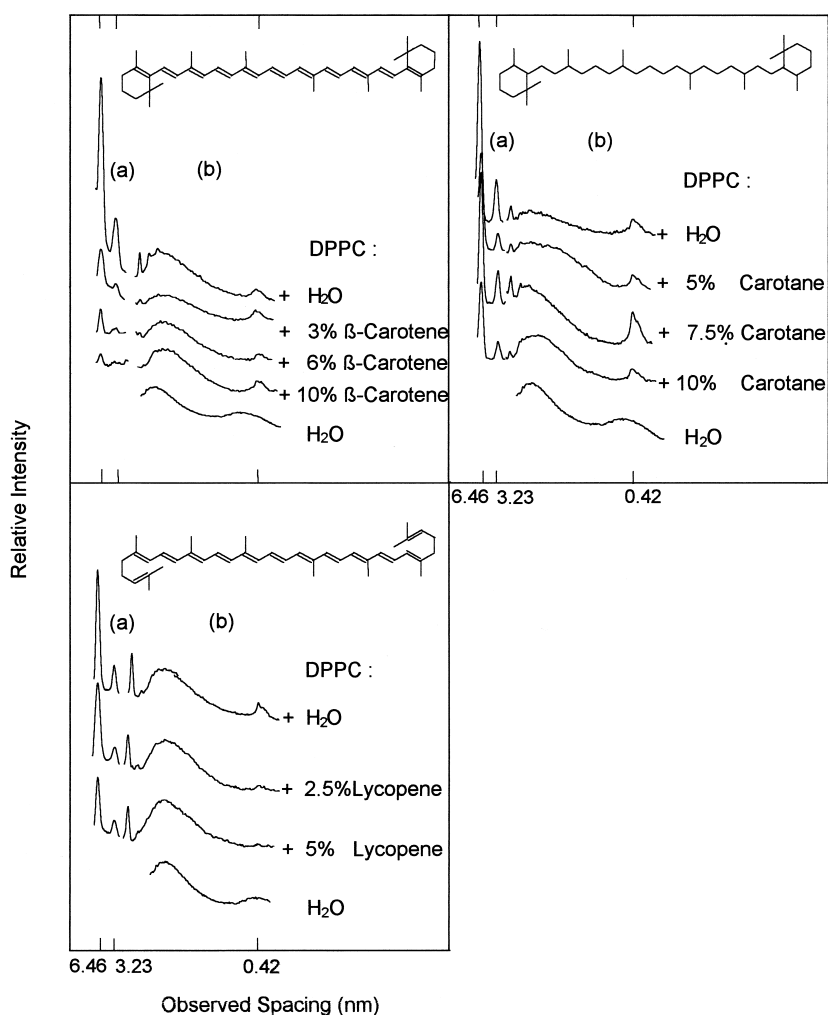 (a)
(b)
DPPC :
+ H₂O
+ 3% ß-Carotene
+ 6% ß-Carotene
+ 10% ß-Carotene
H₂O
(a)
(b)
DPPC :
+ H₂O
+ 5% Carotane
+ 7.5% Carotane
+ 10% Carotane
H₂O
6.46 3.23 0.42
Relative Intensity
(a)
(b)
DPPC :
+ H₂O
+ 2.5%Lycopene
+ 5% Lycopene
H₂O
6.46 3.23 0.42
Observed Spacing (nm)